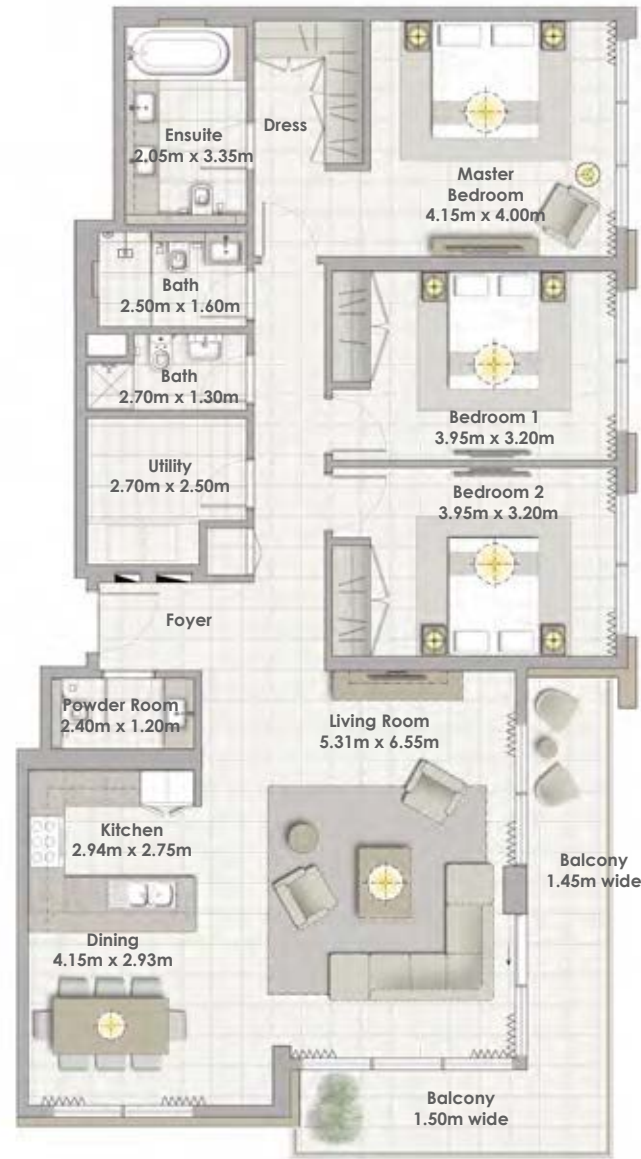 Ensuite
2.05m x 3.35m
Dress
Master
Bedroom
4.15m x 4.00m
Bath
2.50m x 1.60m
Bath
2.70m x 1.30m
Bedroom 1
3.95m x 3.20m
Utility
2.70m x 2.50m
Bedroom 2
3.95m x 3.20m
Foyer
Powder Room
2.40m x 1.20m
Living Room
5.31m x 6.55m
Kitchen
2.94m x 2.75m
Balcony
1.45m wide
Dining
4.15m x 2.93m
Balcony
1.50m wide